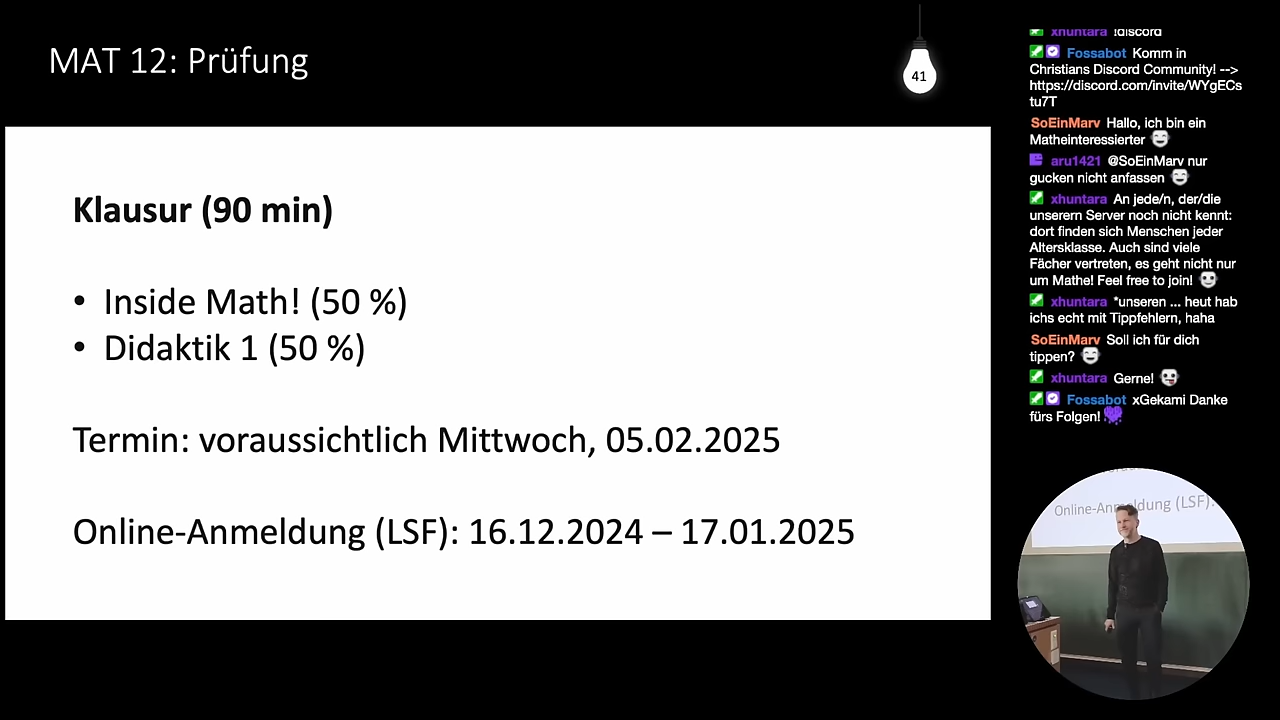 MAT 12: Prüfung
41
Klausur (90 min)
• Inside Math! (50 %)
• Didaktik 1 (50 %)
Termin: voraussichtlich Mittwoch, 05.02.2025
Online-Anmeldung (LSF): 16.12.2024 – 17.01.2025
xhuntara !discord
Fossabot Komm in
Christians Discord Community! -->
https://discord.com/invite/WYgECs
tu7T
SoEinMarv Hallo, ich bin ein
Matheinteressierter
aru1421 @SoEinMarv nur
gucken nicht anfassen
xhuntara An jede/n, der/die
unserern Server noch nicht kennt:
dort finden sich Menschen jeder
Altersklasse. Auch sind viele
Fächer vertreten, es geht nicht nur
um Mathe! Feel free to join!
xhuntara *unseren ... heut hab
ichs echt mit Tippfehlern, haha
SoEinMarv Soll ich für dich
tippen?
xhuntara Gerne!
Fossabot xGekami Danke
fürs Folgen!
Online-Anmeldung (LSF):